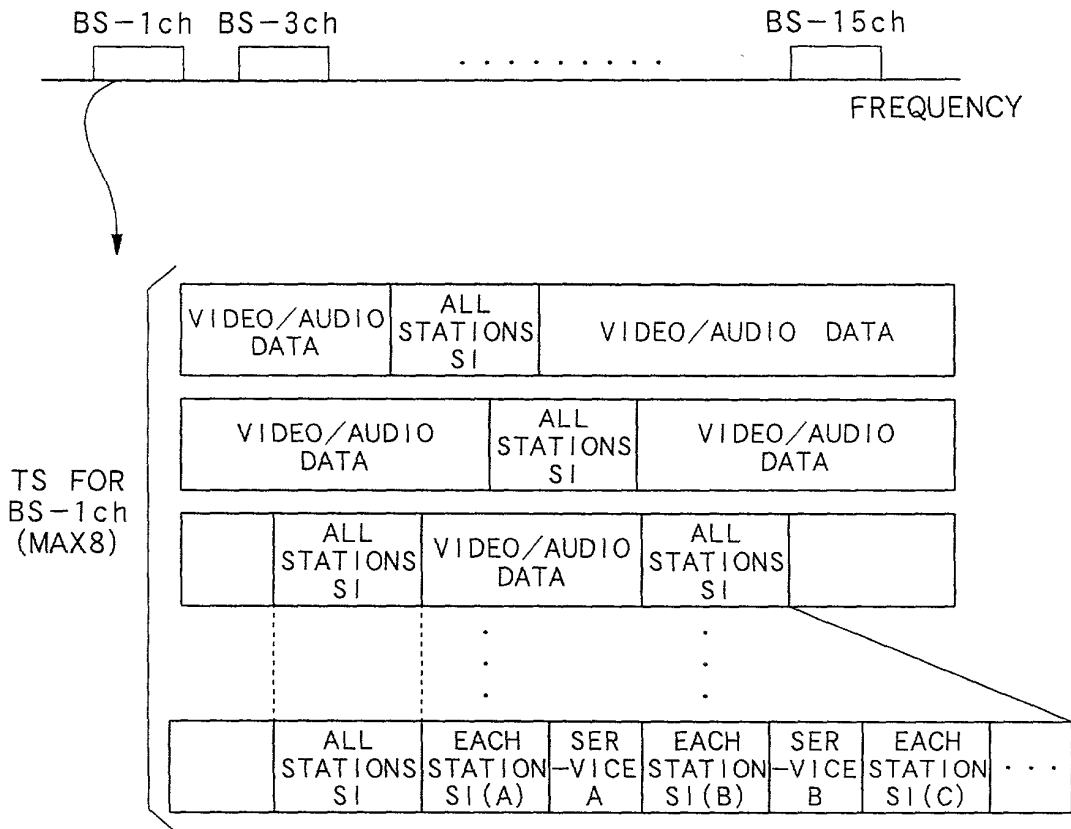 BS-1ch BS-3ch BS-15ch
. . . . . . . . .
FREQUENCY
VIDEO/AUDIO
DATA
ALL
STATIONS
SI
VIDEO/AUDIO DATA
VIDEO/AUDIO
DATA
ALL
STATIONS
SI
VIDEO/AUDIO
DATA
TS FOR
BS-1ch
(MAX8)
ALL
STATIONS
SI
VIDEO/AUDIO
DATA
ALL
STATIONS
SI
ALL
STATIONS
SI
EACH
STATION
SI(A)
SER
-VICE
A
EACH
STATION
SI(B)
SER
-VICE
B
EACH
STATION
SI(C)
. . .